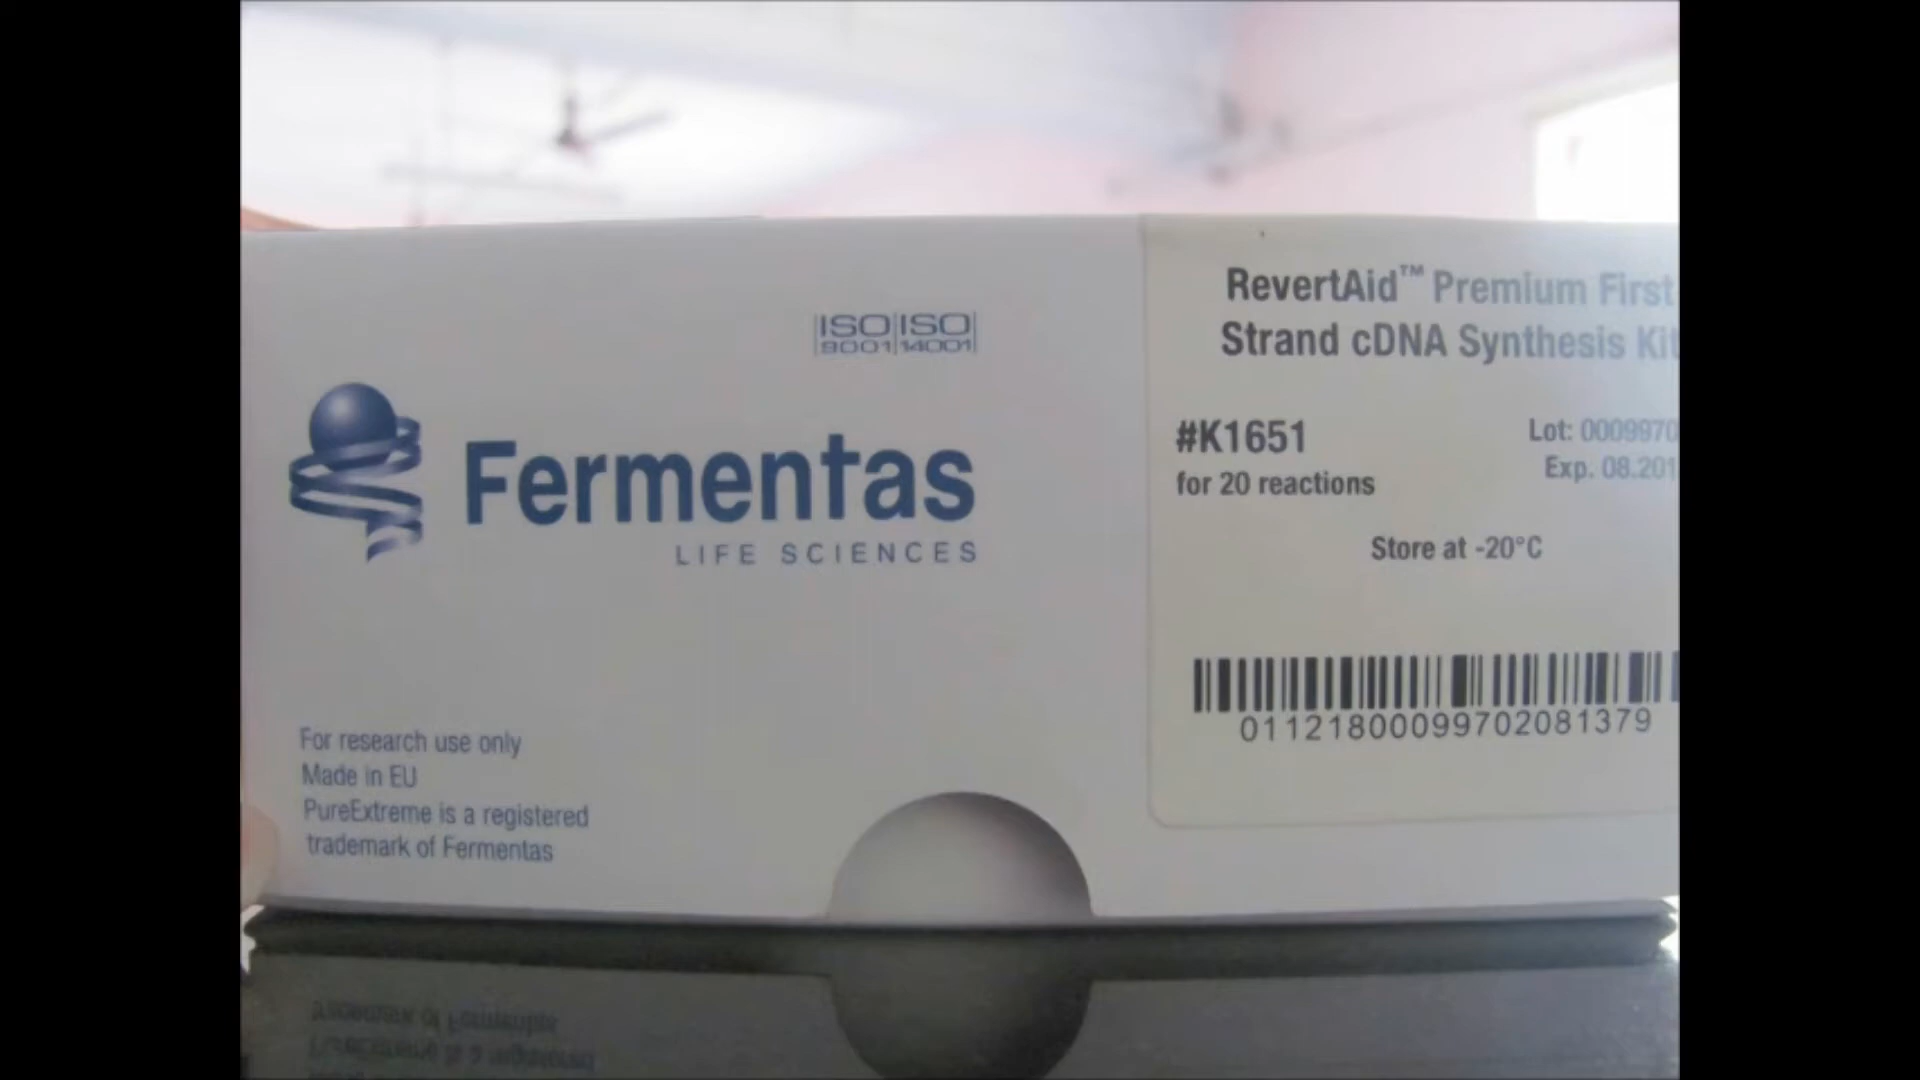 ISO ISO
9001 14001
Fermentas
LIFE SCIENCES
For research use only
Made in EU
PureExtreme is a registered
trademark of Fermentas
RevertAid™ Premium First
Strand cDNA Synthesis Kit
#K1651
Lot: 0009970
for 20 reactions
Exp. 08.201
Store at -20°C
01121800099702081379